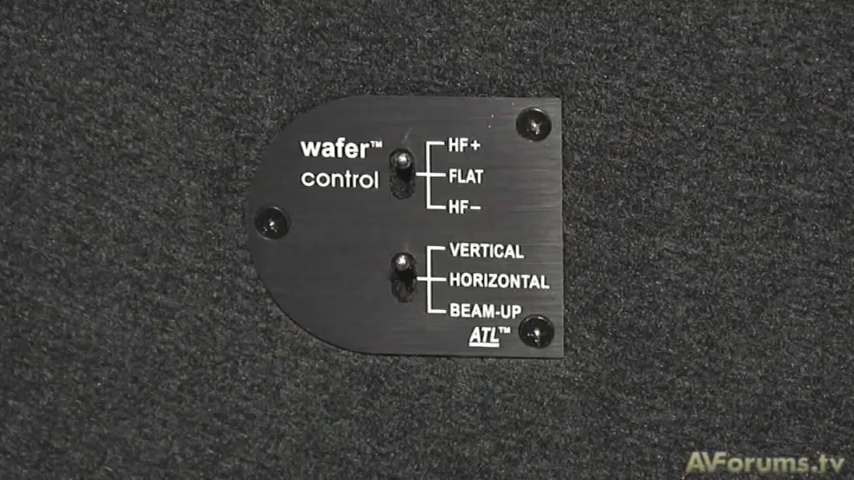 wafer™
control
HF+
FLAT
HF−
VERTICAL
HORIZONTAL
BEAM-UP
ATL™
AVForums.tv